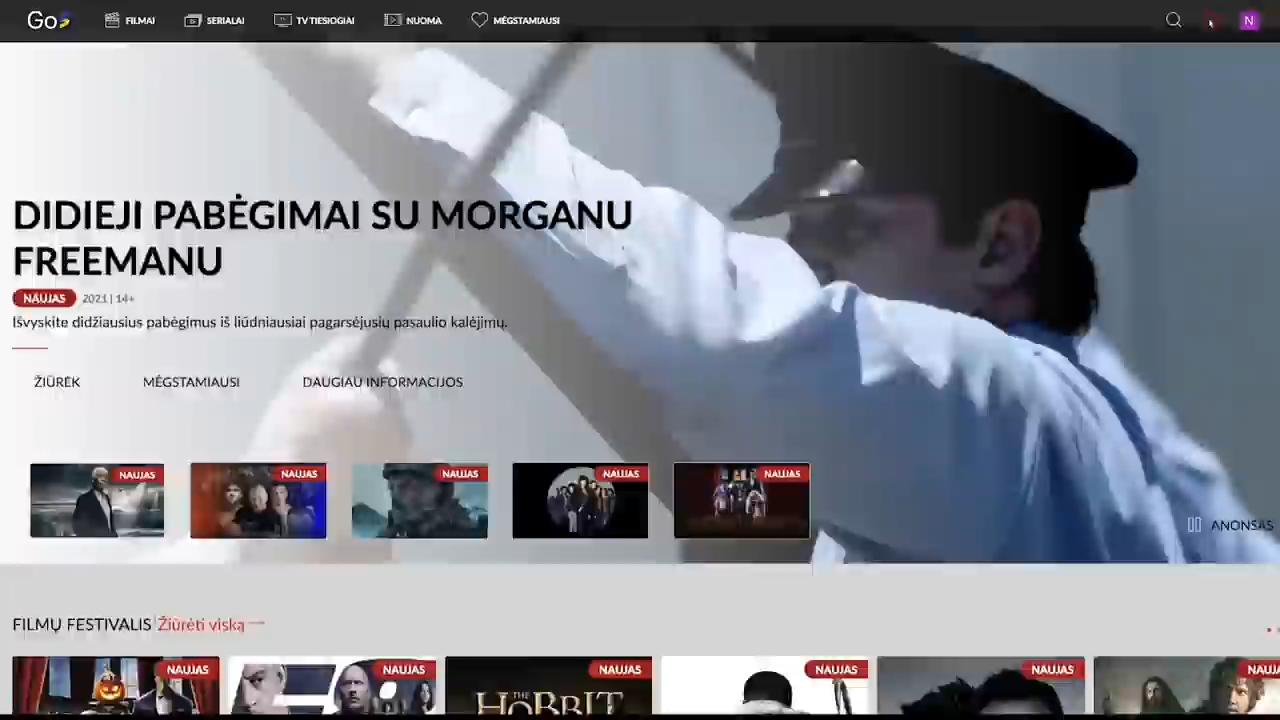 Go3
FILMAI
SERIALAI
TV TIESIOGIAI
NUOMA
MĖGSTAMIAUSI
N
DIDIEJI PABĖGIMAI SU MORGANU
FREEMANU
NAUJAS 2021 | 14+
Išvyskite didžiausius pabėgimus iš liūdniausiai pagarsėjusių pasaulio kalėjimų.
ŽIŪRĖK
MĖGSTAMIAUSI
DAUGIAU INFORMACIJOS
NAUJAS
NAUJAS
NAUJAS
NAUJAS
NAUJAS
ANONSAS
FILMŲ FESTIVALIS Žiūrėti viską
NAUJAS
NAUJAS
NAUJAS
NAUJAS
NAUJAS
THE
HOBBIT